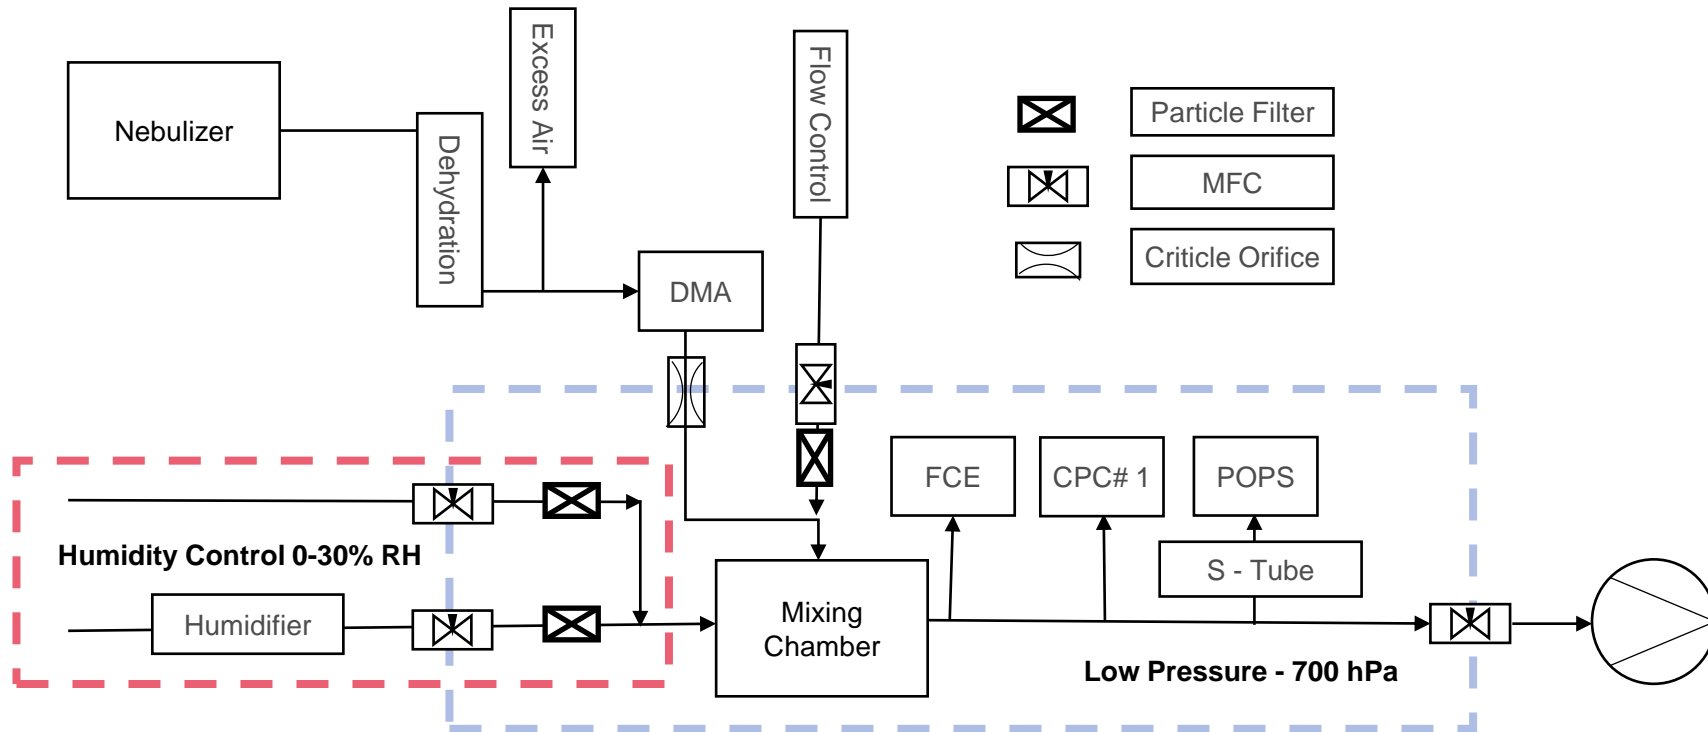 Excess Air
Flow Control
Nebulizer
Dehydration
Particle Filter
MFC
Criticle Orifice
DMA
FCE
CPC# 1
POPS
Humidity Control 0-30% RH
S - Tube
Humidifier
Mixing
Chamber
Low Pressure - 700 hPa